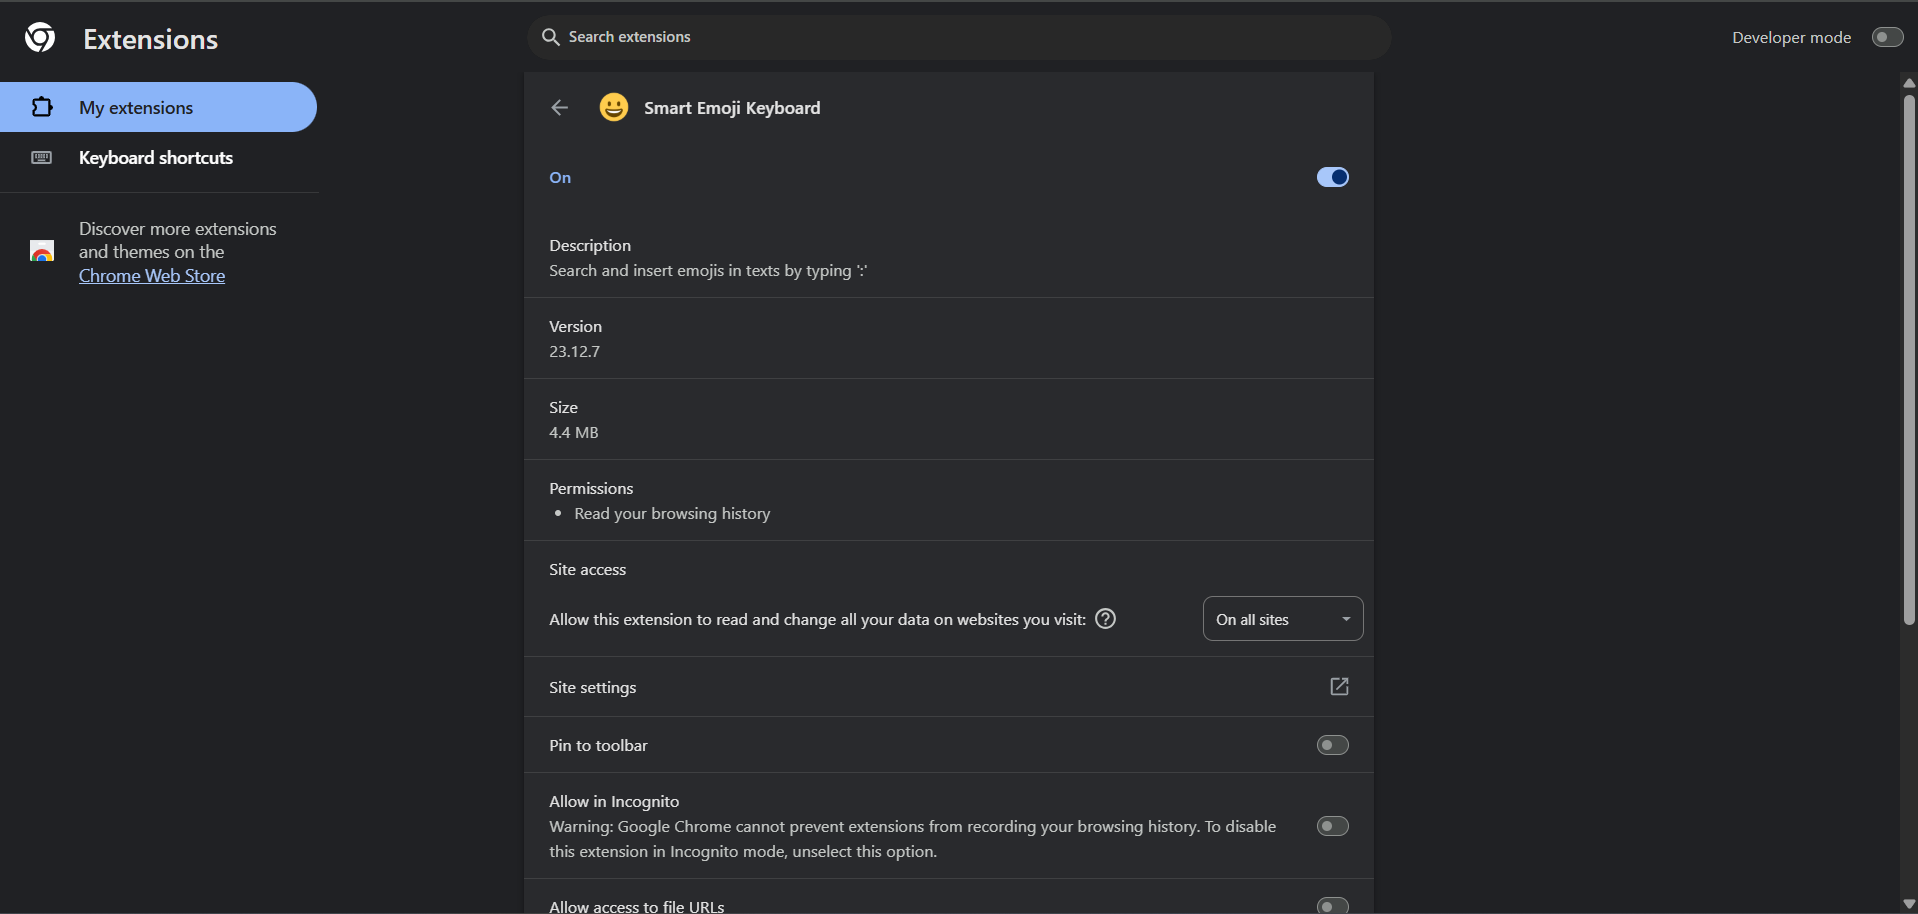 Extensions
Search extensions
Developer mode
My extensions
Keyboard shortcuts
Discover more extensions
and themes on the
Chrome Web Store
Smart Emoji Keyboard
On
Description
Search and insert emojis in texts by typing ':'
Version
23.12.7
Size
4.4 MB
Permissions
• Read your browsing history
Site access
Allow this extension to read and change all your data on websites you visit:
On all sites
Site settings
Pin to toolbar
Allow in Incognito
Warning: Google Chrome cannot prevent extensions from recording your browsing history. To disable
this extension in Incognito mode, unselect this option.
Allow access to file URLs